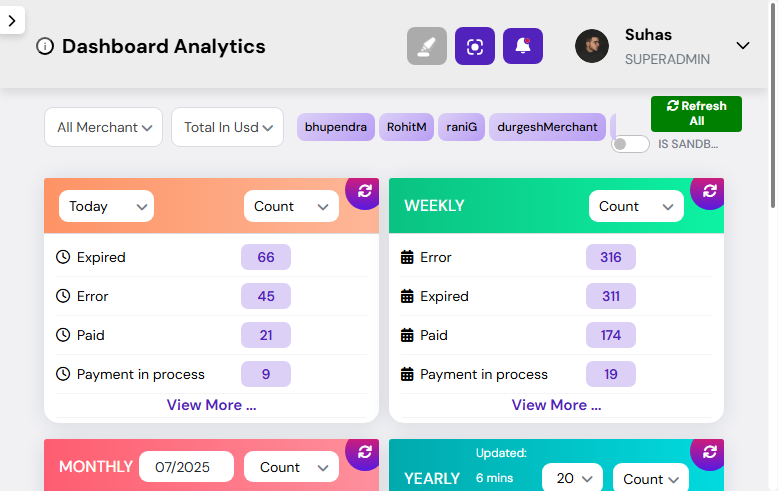 Dashboard Analytics
Suhas
SUPERADMIN
All Merchant
Total In Usd
bhupendra
RohitM
raniG
durgeshMerchant
Refresh
All
IS SANDB...
Today
Count
WEEKLY
Count
Expired 66
Error 45
Paid 21
Payment in process 9
View More ...
Error 316
Expired 311
Paid 174
Payment in process 19
View More ...
MONTHLY
07/2025
Count
YEARLY
Updated:
6 mins
20
Count